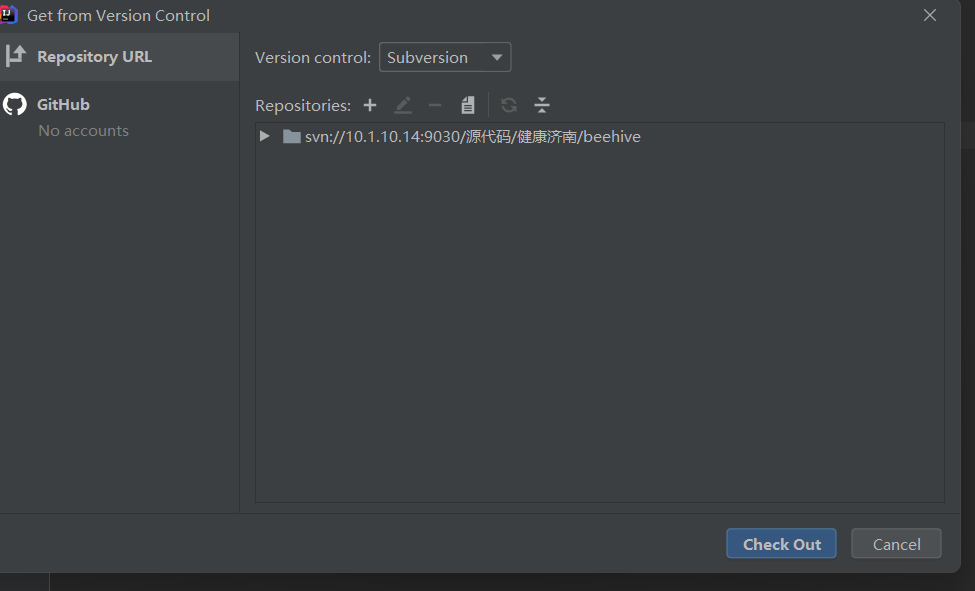 Get from Version Control
Repository URL
GitHub
No accounts
Version control: Subversion
Repositories:
svn://10.1.10.14:9030/源代码/健康济南/beehive
Check Out
Cancel